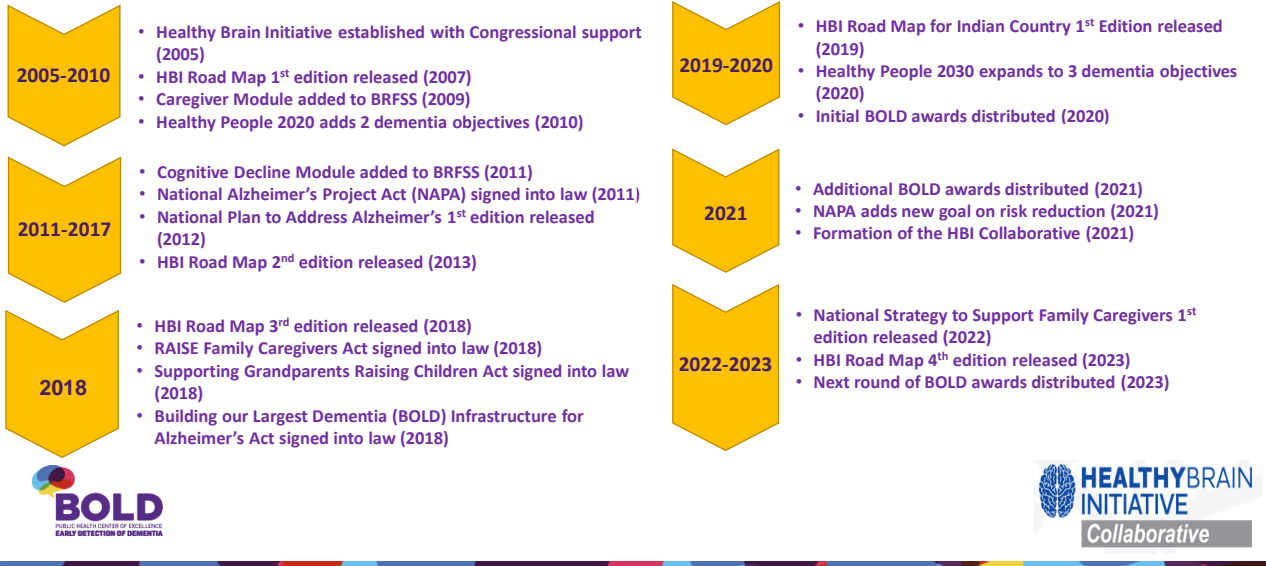 2005-2010
• Healthy Brain Initiative established with Congressional support
(2005)
• HBI Road Map 1st edition released (2007)
• Caregiver Module added to BRFSS (2009)
• Healthy People 2020 adds 2 dementia objectives (2010)
2011-2017
• Cognitive Decline Module added to BRFSS (2011)
• National Alzheimer's Project Act (NAPA) signed into law (2011)
• National Plan to Address Alzheimer's 1st edition released
(2012)
• HBI Road Map 2nd edition released (2013)
2018
• HBI Road Map 3rd edition released (2018)
• RAISE Family Caregivers Act signed into law (2018)
• Supporting Grandparents Raising Children Act signed into law
(2018)
• Building our Largest Dementia (BOLD) Infrastructure for
Alzheimer's Act signed into law (2018)
2019-2020
• HBI Road Map for Indian Country 1st Edition released
(2019)
• Healthy People 2030 expands to 3 dementia objectives
(2020)
• Initial BOLD awards distributed (2020)
2021
• Additional BOLD awards distributed (2021)
• NAPA adds new goal on risk reduction (2021)
• Formation of the HBI Collaborative (2021)
2022-2023
• National Strategy to Support Family Caregivers 1st
edition released (2022)
• HBI Road Map 4th edition released (2023)
• Next round of BOLD awards distributed (2023)
BOLD
PUBLIC HEALTH CENTER OF EXCELLENCE
EARLY DETECTION OF DEMENTIA
HEALTHYBRAIN
INITIATIVE
Collaborative